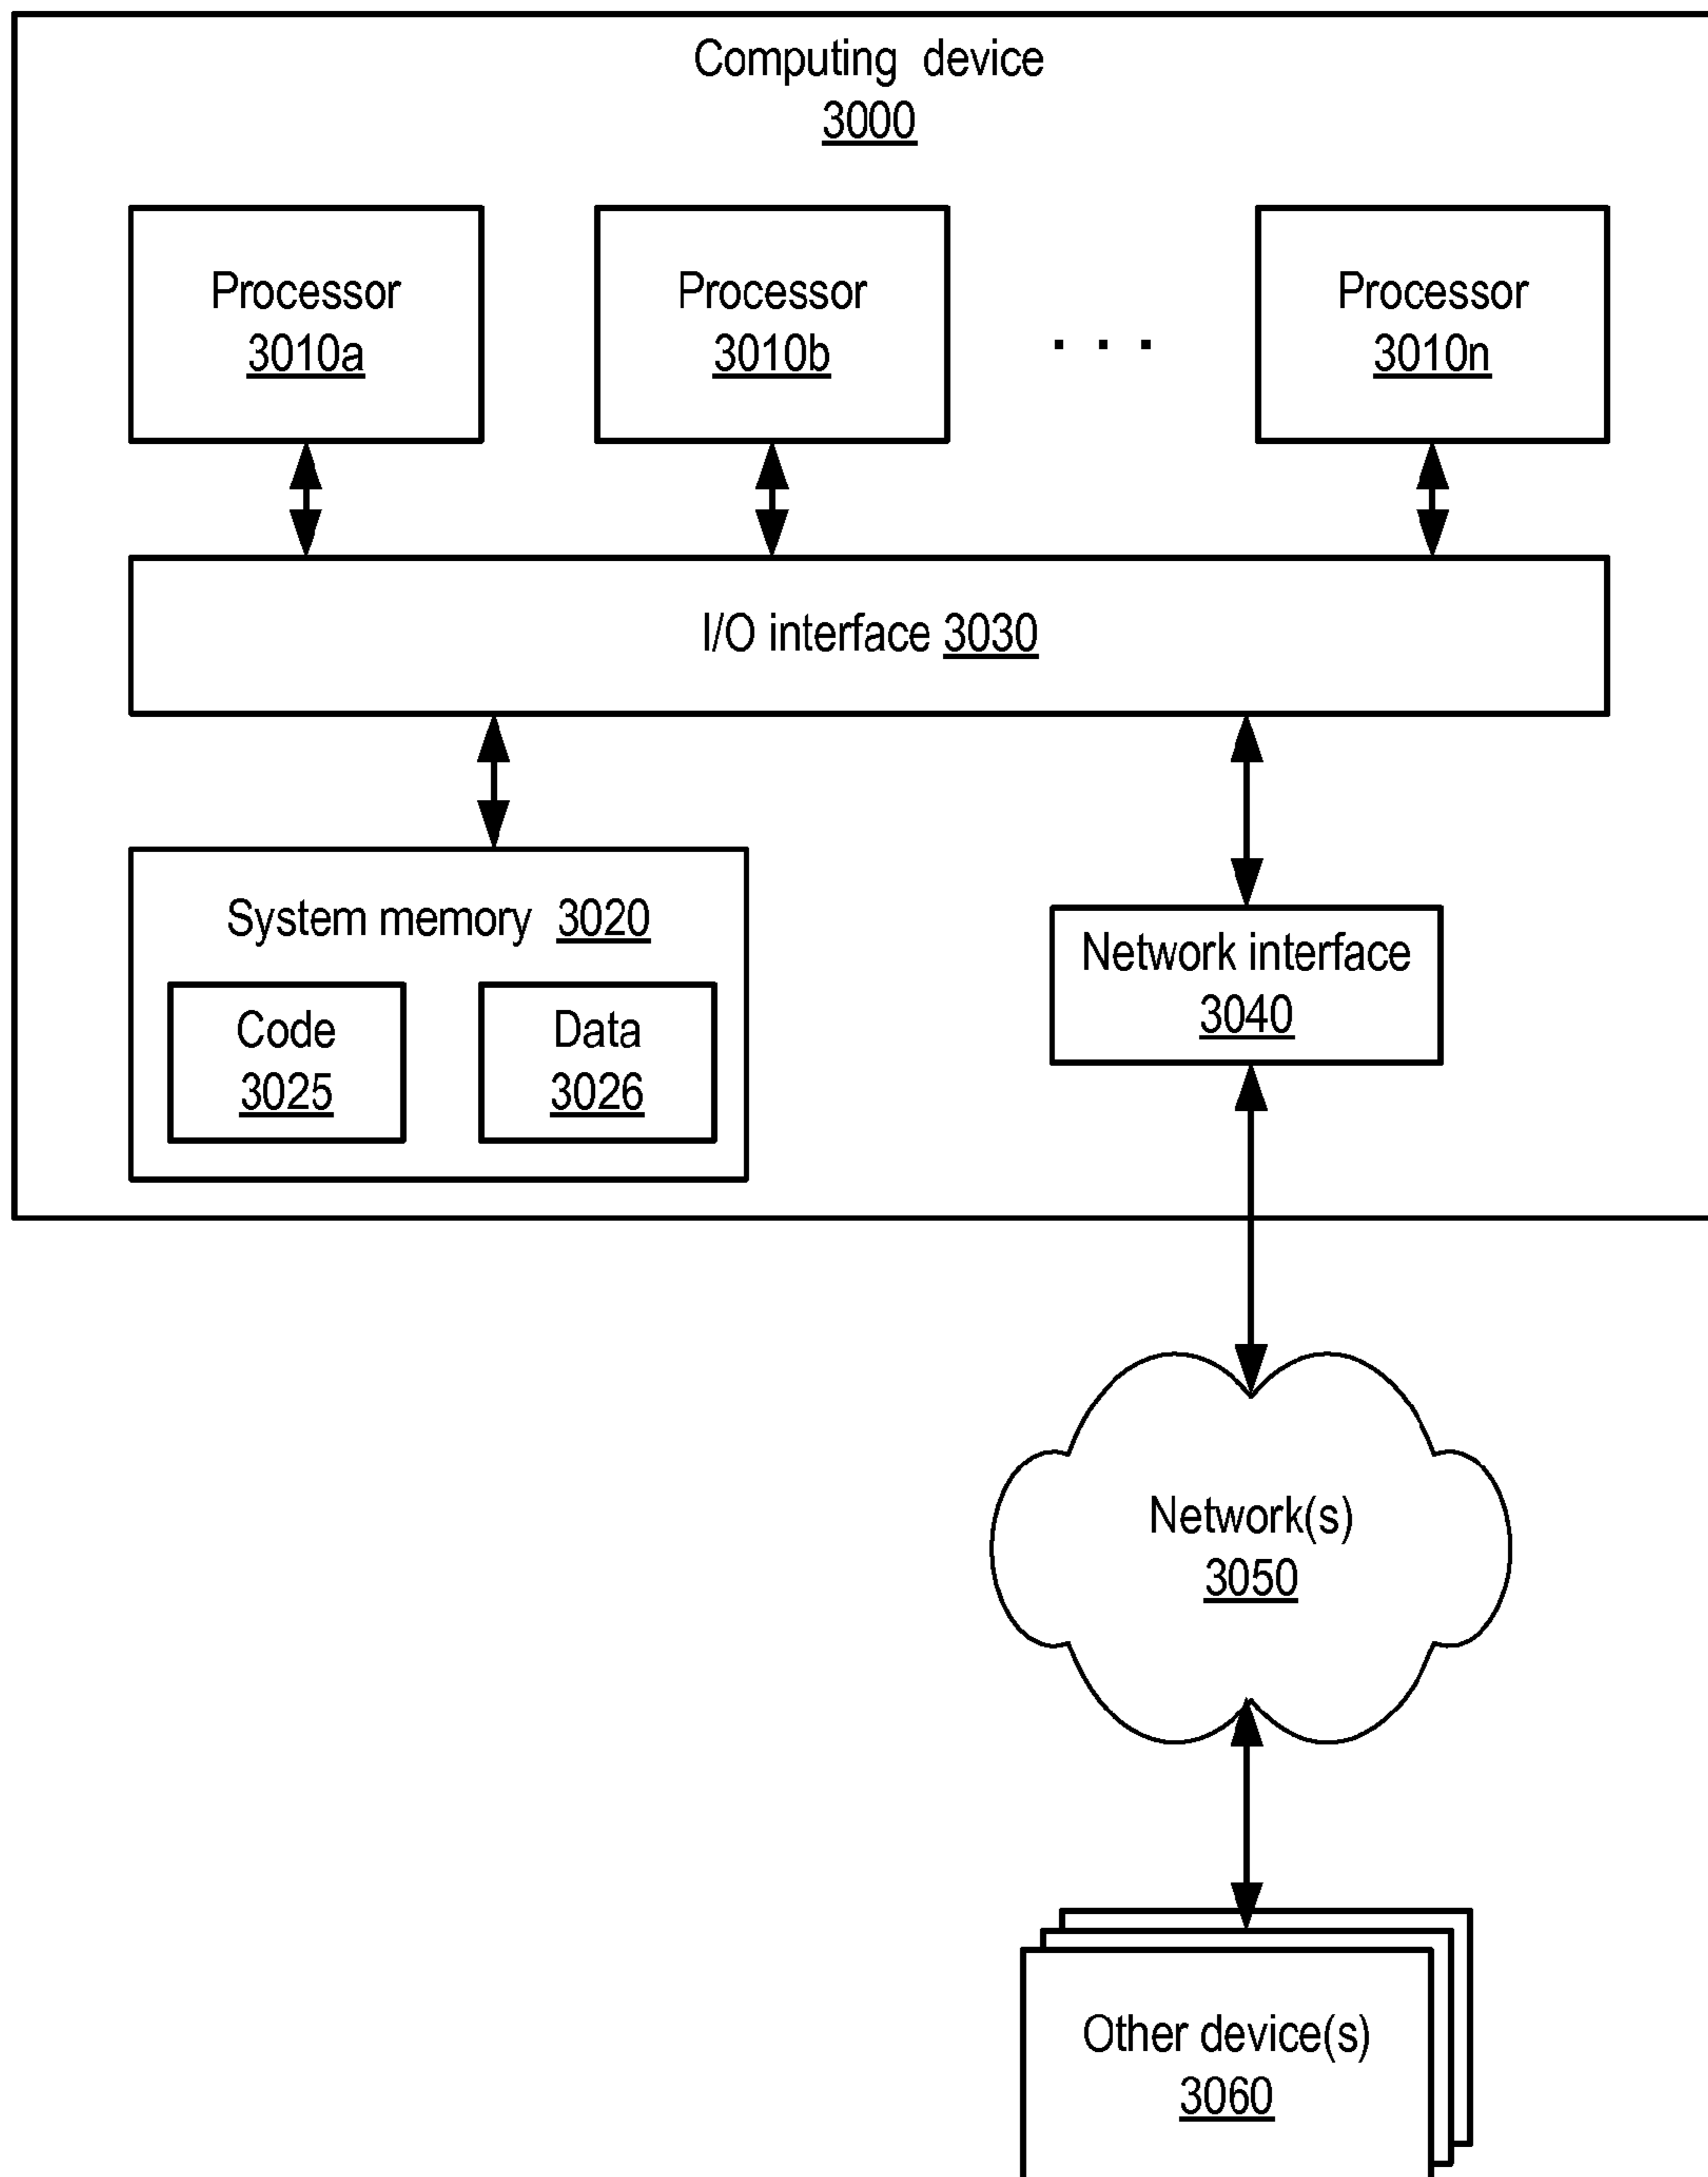 Computing device
3000
Processor
3010a
Processor
3010b
. . .
Processor
3010n
I/O interface 3030
System memory 3020
Code
3025
Data
3026
Network interface
3040
Network(s)
3050
Other device(s)
3060